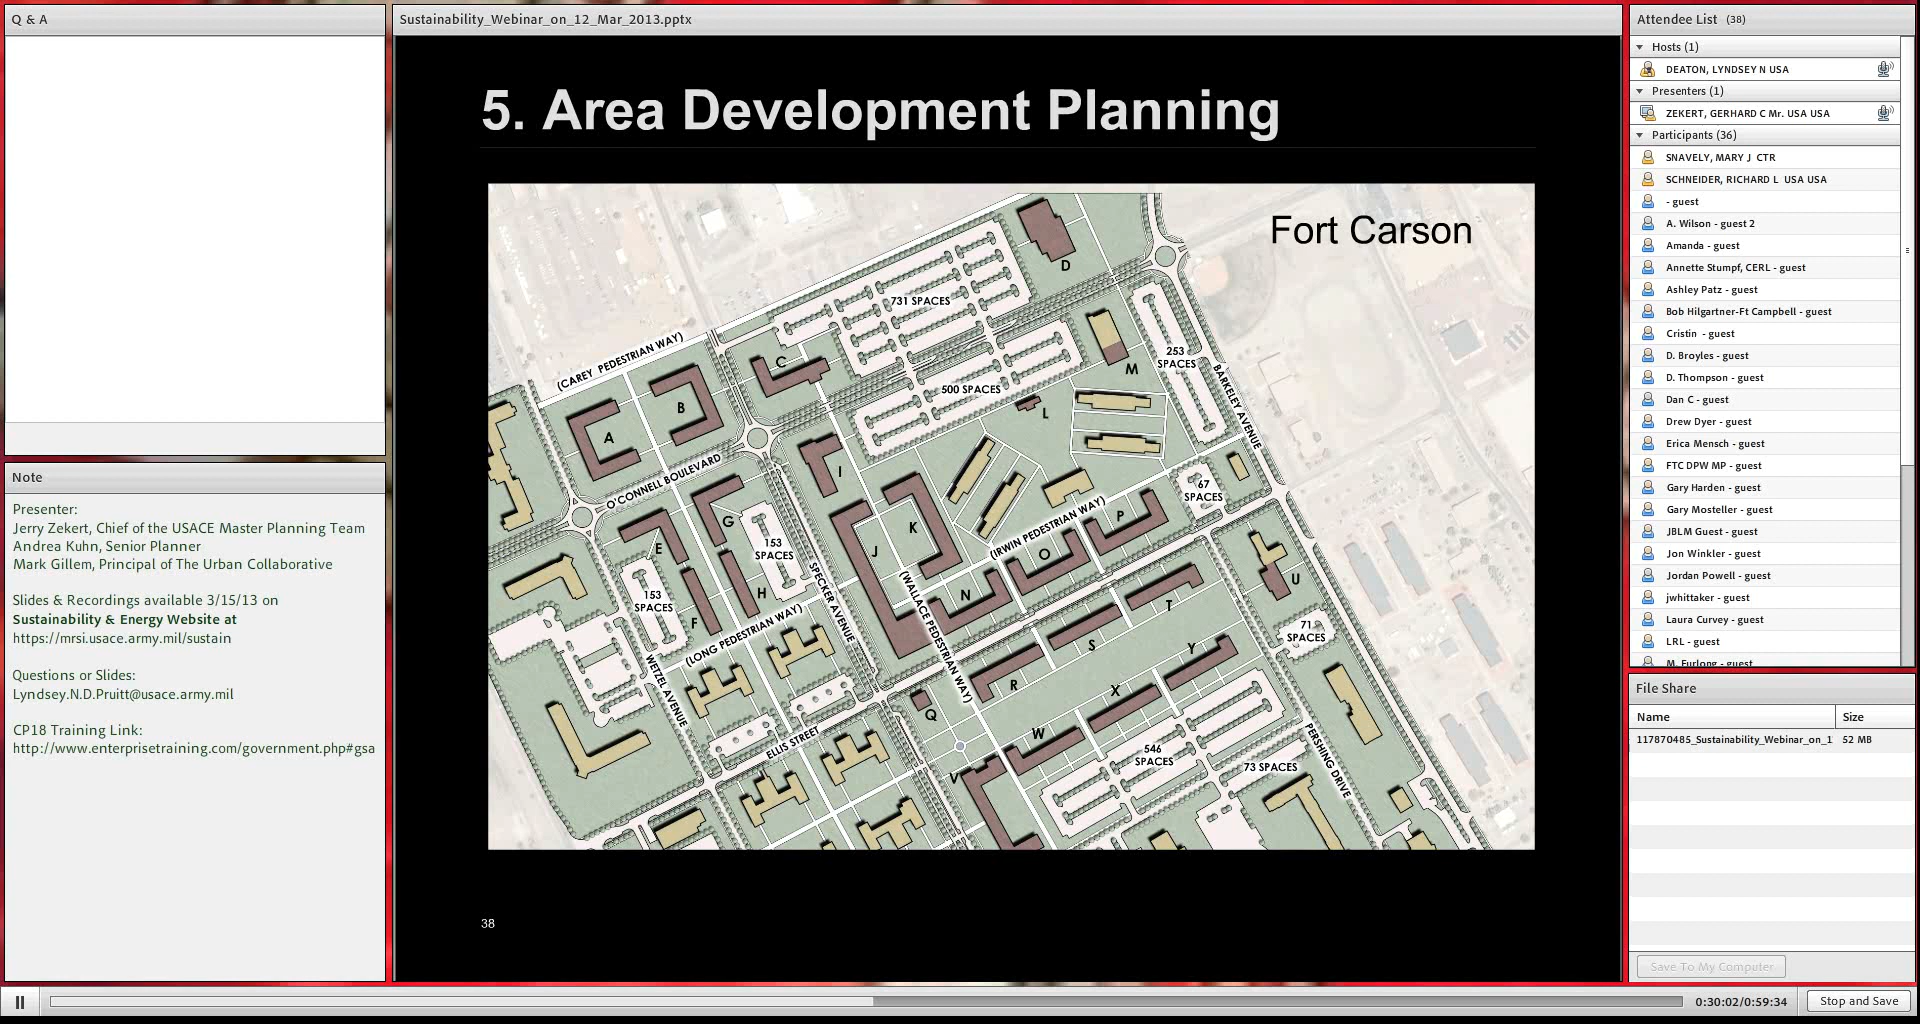 Q & A
Note
Presenter:
Jerry Zekert, Chief of the USACE Master Planning Team
Andrea Kuhn, Senior Planner
Mark Gillem, Principal of The Urban Collaborative
Slides & Recordings available 3/15/13 on
Sustainability & Energy Website at
https://mrsi.usace.army.mil/sustain
Questions or Slides:
Lyndsey.N.D.Pruitt@usace.army.mil
CP18 Training Link:
http://www.enterprisetraining.com/government.php#gsa
Sustainability_Webinar_on_12_Mar_2013.pptx
5. Area Development Planning
Fort Carson
D
731 SPACES
(CAREY PEDESTRIAN WAY)
C
253
SPACES
M
500 SPACES
BARKELEY AVENUE
B
L
A
I
O'CONNELL BOULEVARD
67
SPACES
G
K
P
(IRWIN PEDESTRIAN WAY)
E
153
SPACES
J
O
SPECKER AVENUE
(WALLACE PEDESTRIAN WAY)
U
H
N
T
153
SPACES
F
(LONG PEDESTRIAN WAY)
71
SPACES
S
Y
WETZEL AVENUE
R
X
Q
ELLIS STREET
W
546
SPACES
73 SPACES
PERSHING DRIVE
V
38
Attendee List (38)
Hosts (1)
DEATON, LYNDSEY N USA
Presenters (1)
ZEKERT, GERHARD C Mr. USA USA
Participants (36)
SNAVELY, MARY J CTR
SCHNEIDER, RICHARD L USA USA
- guest
A. Wilson - guest 2
Amanda - guest
Annette Stumpf, CERL - guest
Ashley Patz - guest
Bob Hilgartner-Ft Campbell - guest
Cristin - guest
D. Broyles - guest
D. Thompson - guest
Dan C - guest
Drew Dyer - guest
Erica Mensch - guest
FTC DPW MP - guest
Gary Harden - guest
Gary Mosteller - guest
JBLM Guest - guest
Jon Winkler - guest
Jordan Powell - guest
jwhittaker - guest
Laura Curvey - guest
LRL - guest
M. Furlong - guest
File Share
Name Size
117870485_Sustainability_Webinar_on_1 52 MB
Save To My Computer
0:30:02/0:59:34
Stop and Save